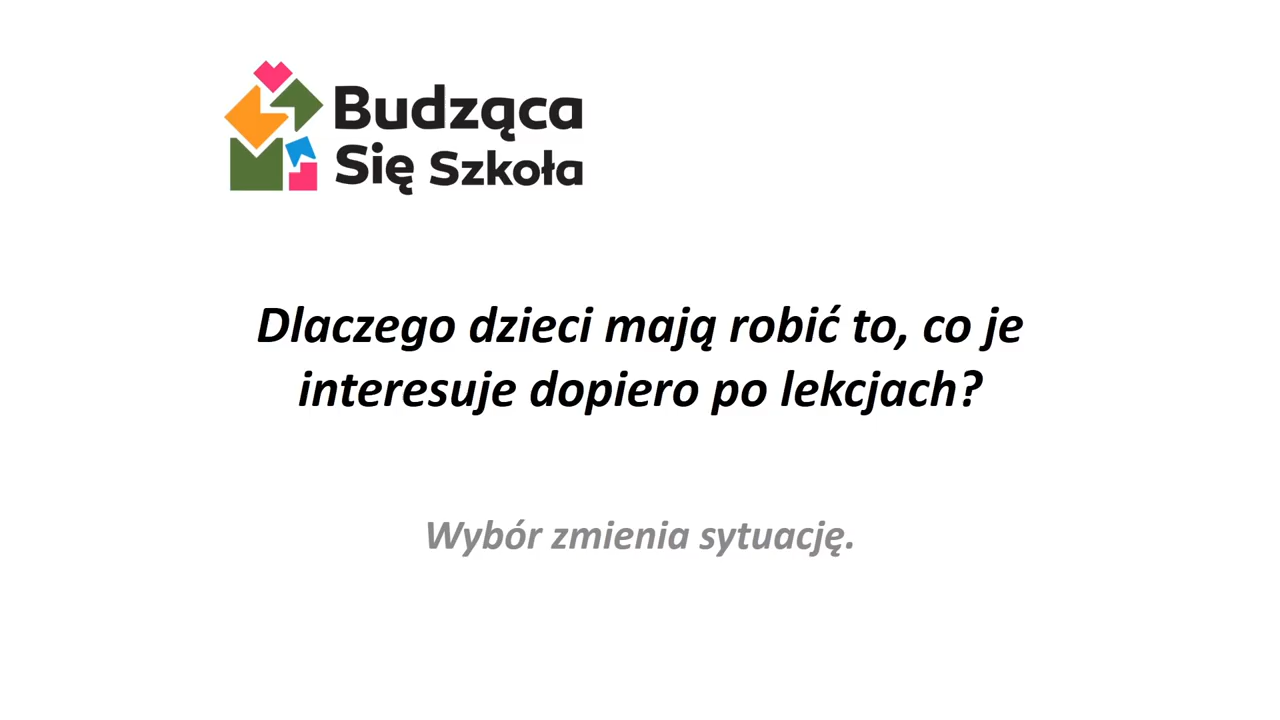 Budząca
Się Szkoła
Dlaczego dzieci mają robić to, co je
interesuje dopiero po lekcjach?
Wybór zmienia sytuację.